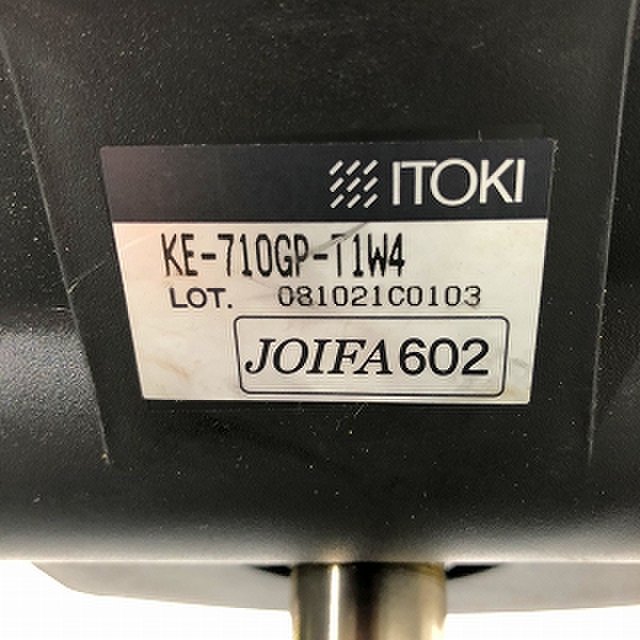 ITOKI
KE-710GP-T1W4
LOT. 081021C0103
JOIFA602